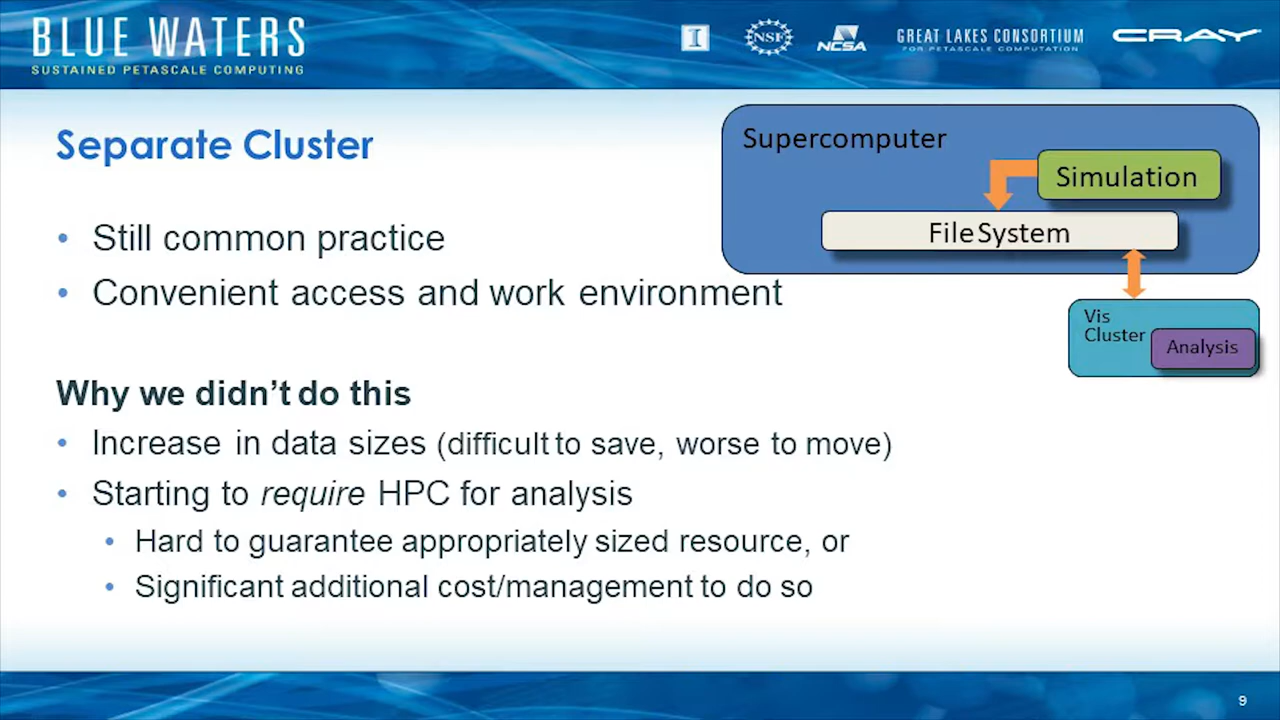 BLUE WATERS
SUSTAINED PETASCALE COMPUTING
I
NSF
NCSA
GREAT LAKES CONSORTIUM
FOR PETASCALE COMPUTATION
CRAY
Separate Cluster
• Still common practice
• Convenient access and work environment
Why we didn't do this
• Increase in data sizes (difficult to save, worse to move)
• Starting to require HPC for analysis
• Hard to guarantee appropriately sized resource, or
• Significant additional cost/management to do so
Supercomputer
Simulation
FileSystem
Vis
Cluster
Analysis
9